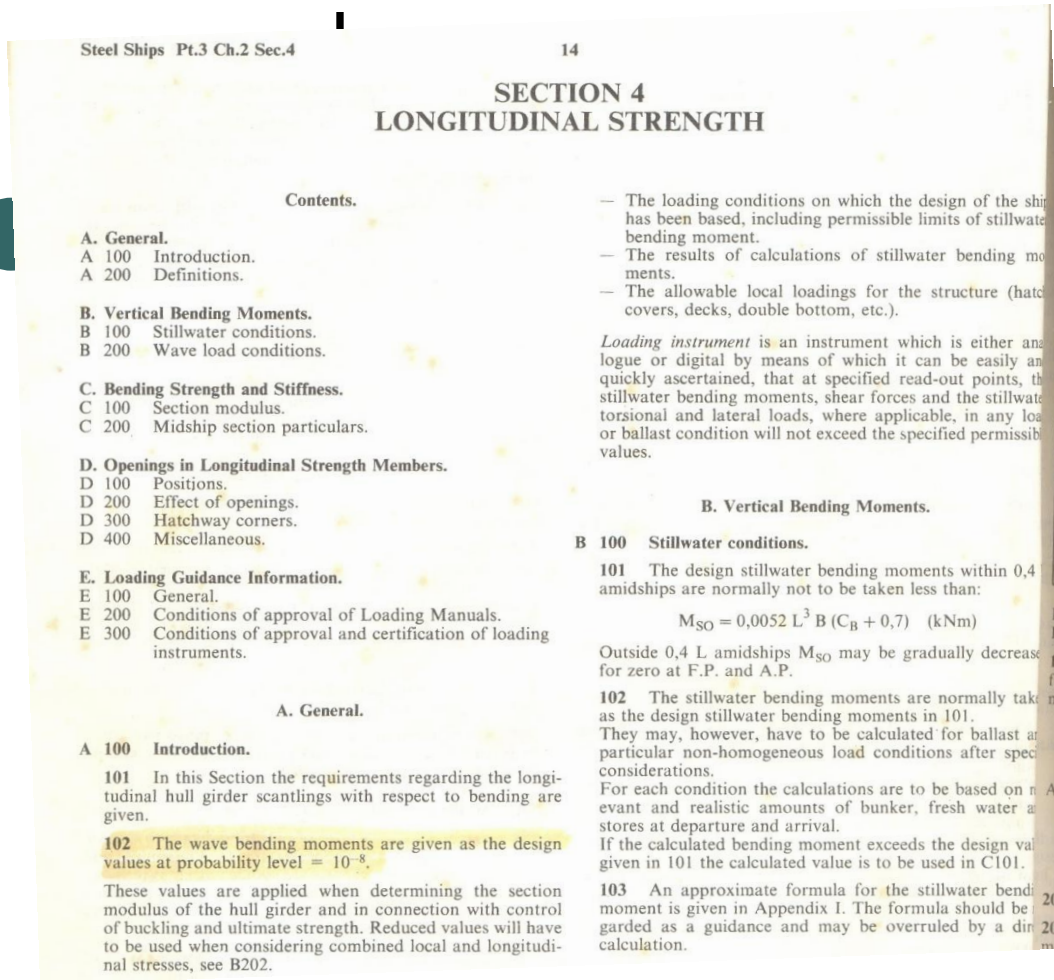 Steel Ships Pt.3 Ch.2 Sec.4
14
SECTION 4
LONGITUDINAL STRENGTH
Contents.
A. General.
A 100 Introduction.
A 200 Definitions.
B. Vertical Bending Moments.
B 100 Stillwater conditions.
B 200 Wave load conditions.
C. Bending Strength and Stiffness.
C 100 Section modulus.
C 200 Midship section particulars.
D. Openings in Longitudinal Strength Members.
D 100 Positions.
D 200 Effect of openings.
D 300 Hatchway corners.
D 400 Miscellaneous.
E. Loading Guidance Information.
E 100 General.
E 200 Conditions of approval of Loading Manuals.
E 300 Conditions of approval and certification of loading
instruments.
A. General.
A 100 Introduction.
101 In this Section the requirements regarding the longi-
tudinal hull girder scantlings with respect to bending are
given.
102 The wave bending moments are given as the design
values at probability level = 10⁻⁸.
These values are applied when determining the section
modulus of the hull girder and in connection with control
of buckling and ultimate strength. Reduced values will have
to be used when considering combined local and longitudi-
nal stresses, see B202.
— The loading conditions on which the design of the shi
has been based, including permissible limits of stillwate
bending moment.
— The results of calculations of stillwater bending mo
ments.
— The allowable local loadings for the structure (hatc
covers, decks, double bottom, etc.).
Loading instrument is an instrument which is either ana
logue or digital by means of which it can be easily an
quickly ascertained, that at specified read-out points, th
stillwater bending moments, shear forces and the stillwate
torsional and lateral loads, where applicable, in any loa
or ballast condition will not exceed the specified permissib
values.
B. Vertical Bending Moments.
B 100 Stillwater conditions.
101 The design stillwater bending moments within 0,4
amidships are normally not to be taken less than:
M_SO = 0,0052 L³ B (C_B + 0,7) (kNm)
Outside 0,4 L amidships M_SO may be gradually decrease
for zero at F.P. and A.P.
102 The stillwater bending moments are normally tak
as the design stillwater bending moments in 101.
They may, however, have to be calculated for ballast a
particular non-homogeneous load conditions after spec
considerations.
For each condition the calculations are to be based on r
evant and realistic amounts of bunker, fresh water a
stores at departure and arrival.
If the calculated bending moment exceeds the design val
given in 101 the calculated value is to be used in C101.
103 An approximate formula for the stillwater bendi
moment is given in Appendix I. The formula should be
garded as a guidance and may be overruled by a dir
calculation.